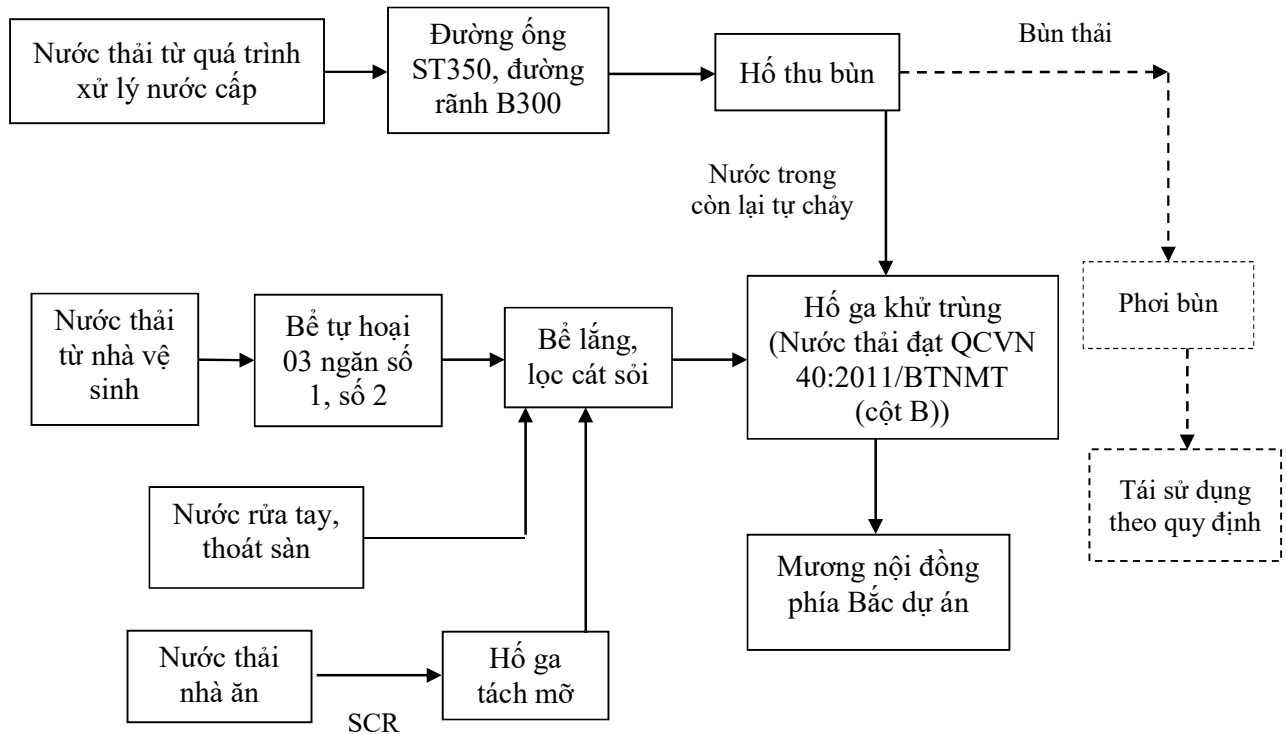 Nước thải từ quá trình
xử lý nước cấp
Đường ống
ST350, đường
rãnh B300
Hố thu bùn
Bùn thải
Nước trong
còn lại tự chảy
Phơi bùn
Nước thải
từ nhà vệ
sinh
Bể tự hoại
03 ngăn số
1, số 2
Bể lắng,
lọc cát sỏi
Hố ga khử trùng
(Nước thải đạt QCVN
40:2011/BTNMT
(cột B))
Tái sử dụng
theo quy định
Nước rửa tay,
thoát sàn
Mương nội đồng
phía Bắc dự án
Nước thải
nhà ăn
SCR
Hố ga
tách mỡ